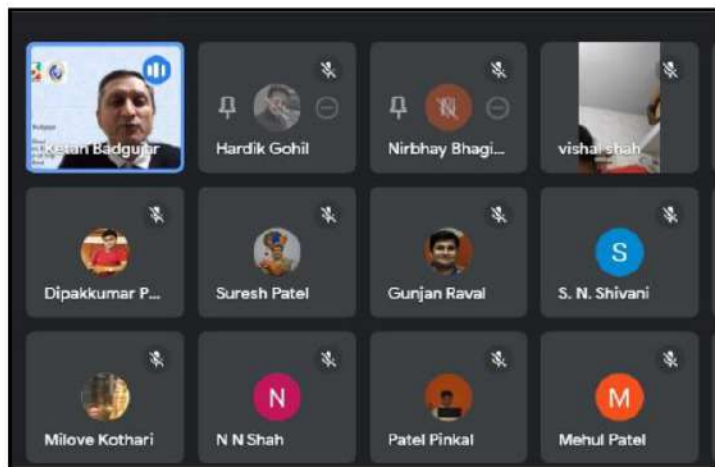 Ketan Badgujar
Hardik Gohil
N
Nirbhay Bhagi...
vishal shah
Dipakkumar P...
Suresh Patel
Gunjan Raval
S
S. N. Shivani
Milove Kothari
N
N N Shah
Patel Pinkal
M
Mehul Patel